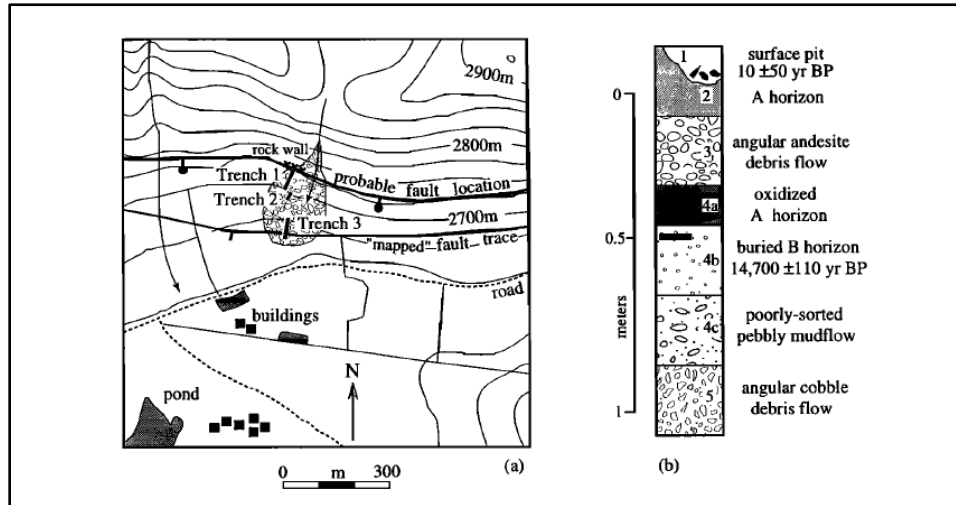 2900m
2800m
rock wall
Trench 1
probable fault location
Trench 2
2700m
Trench 3
"mapped" fault trace
road
buildings
N
pond
(a)
0 m 300
0
0.5
1
meters
1
2
3
4a
4b
4c
5
surface pit
10 ±50 yr BP
A horizon
angular andesite
debris flow
oxidized
A horizon
buried B horizon
14,700 ±110 yr BP
poorly-sorted
pebbly mudflow
angular cobble
debris flow
(b)